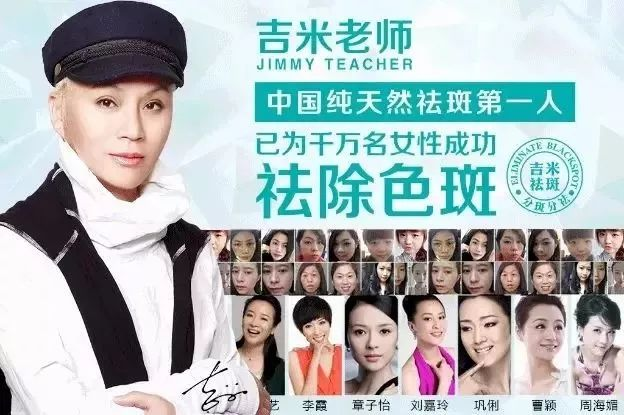 吉米老师
JIMMY TEACHER
中国纯天然祛斑第一人
已为千万名女性成功
祛除色斑
ELIMINATE BLACKSPOT
吉米
祛斑
分斑分祛
艺 李霞 章子怡 刘嘉玲 巩俐 曹颖 周海媚